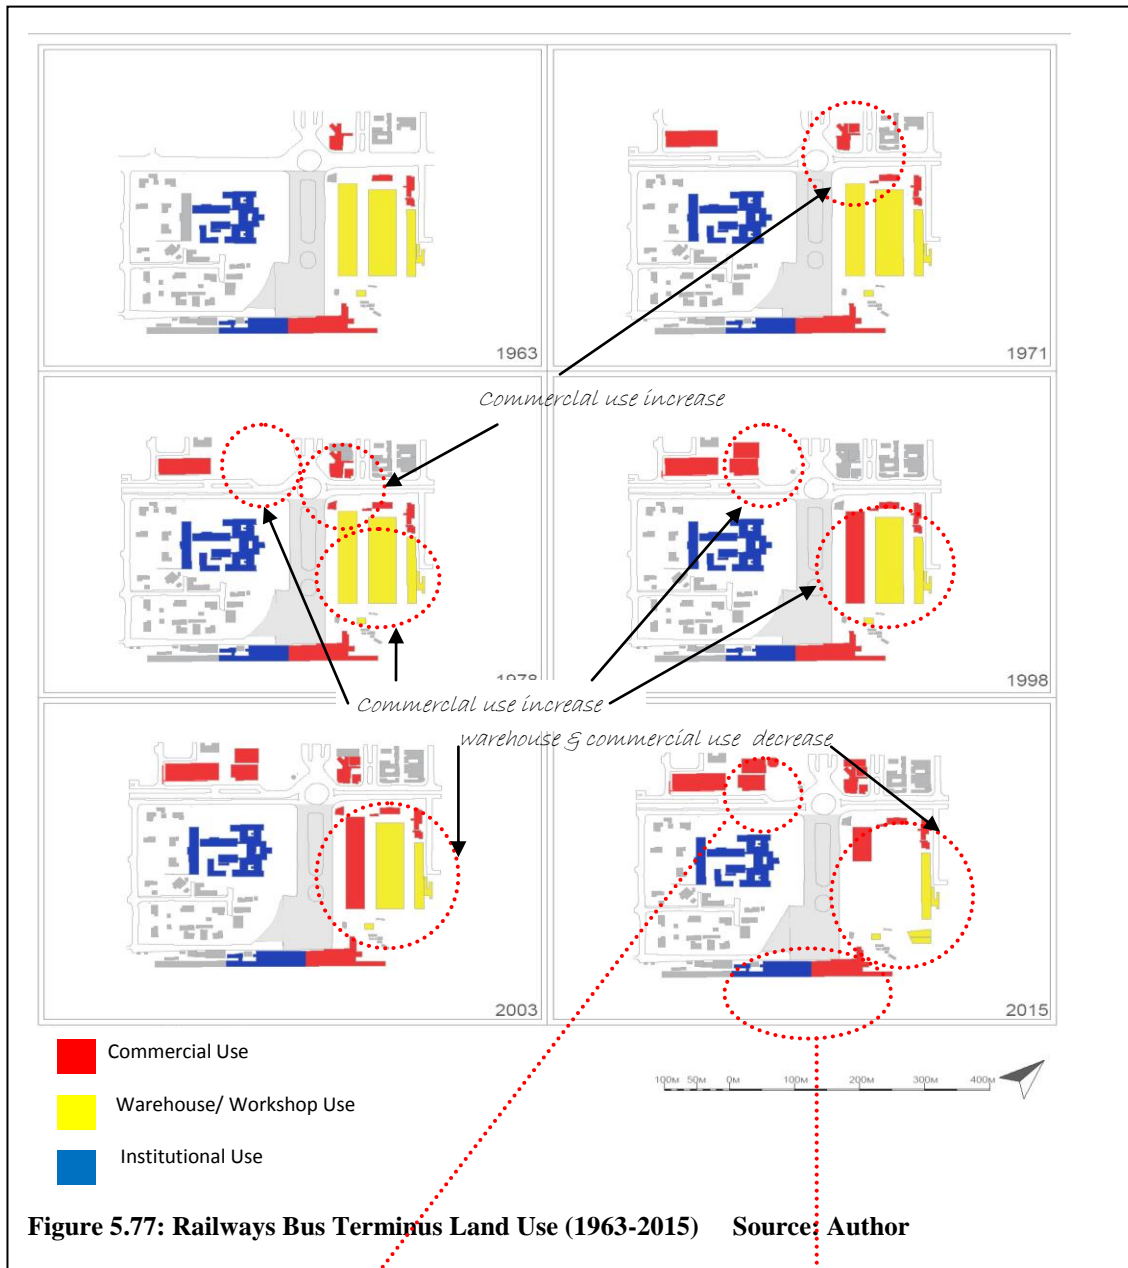 1963
1971
Commercial use increase
1978
1998
Commercial use increase
warehouse & commercial use decrease
2003
2015
Commercial Use
Warehouse/ Workshop Use
Institutional Use
100M 50M 0M 100M 200M 300M 400M
Figure 5.77: Railways Bus Terminus Land Use (1963-2015) Source: Author